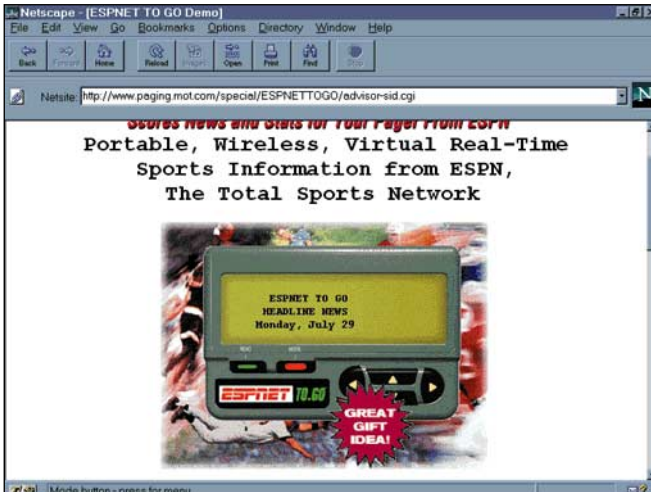 Netscape - [ESPNET TO GO Demo]
File Edit View Go Bookmarks Options Directory Window Help
Back Forward Home Reload Images Open Print Find Stop
Netsite: http://www.paging.mot.com/special/ESPNETTOGO/advisor-sid.cgi
N
Scores News and Stats for Your Pager From ESPN
Portable, Wireless, Virtual Real-Time
Sports Information from ESPN,
The Total Sports Network
ESPNET TO GO
HEADLINE NEWS
Monday, July 29
READ MODE
ESPNET TO.GO
GREAT
GIFT
IDEA!
Mode button - press for menu